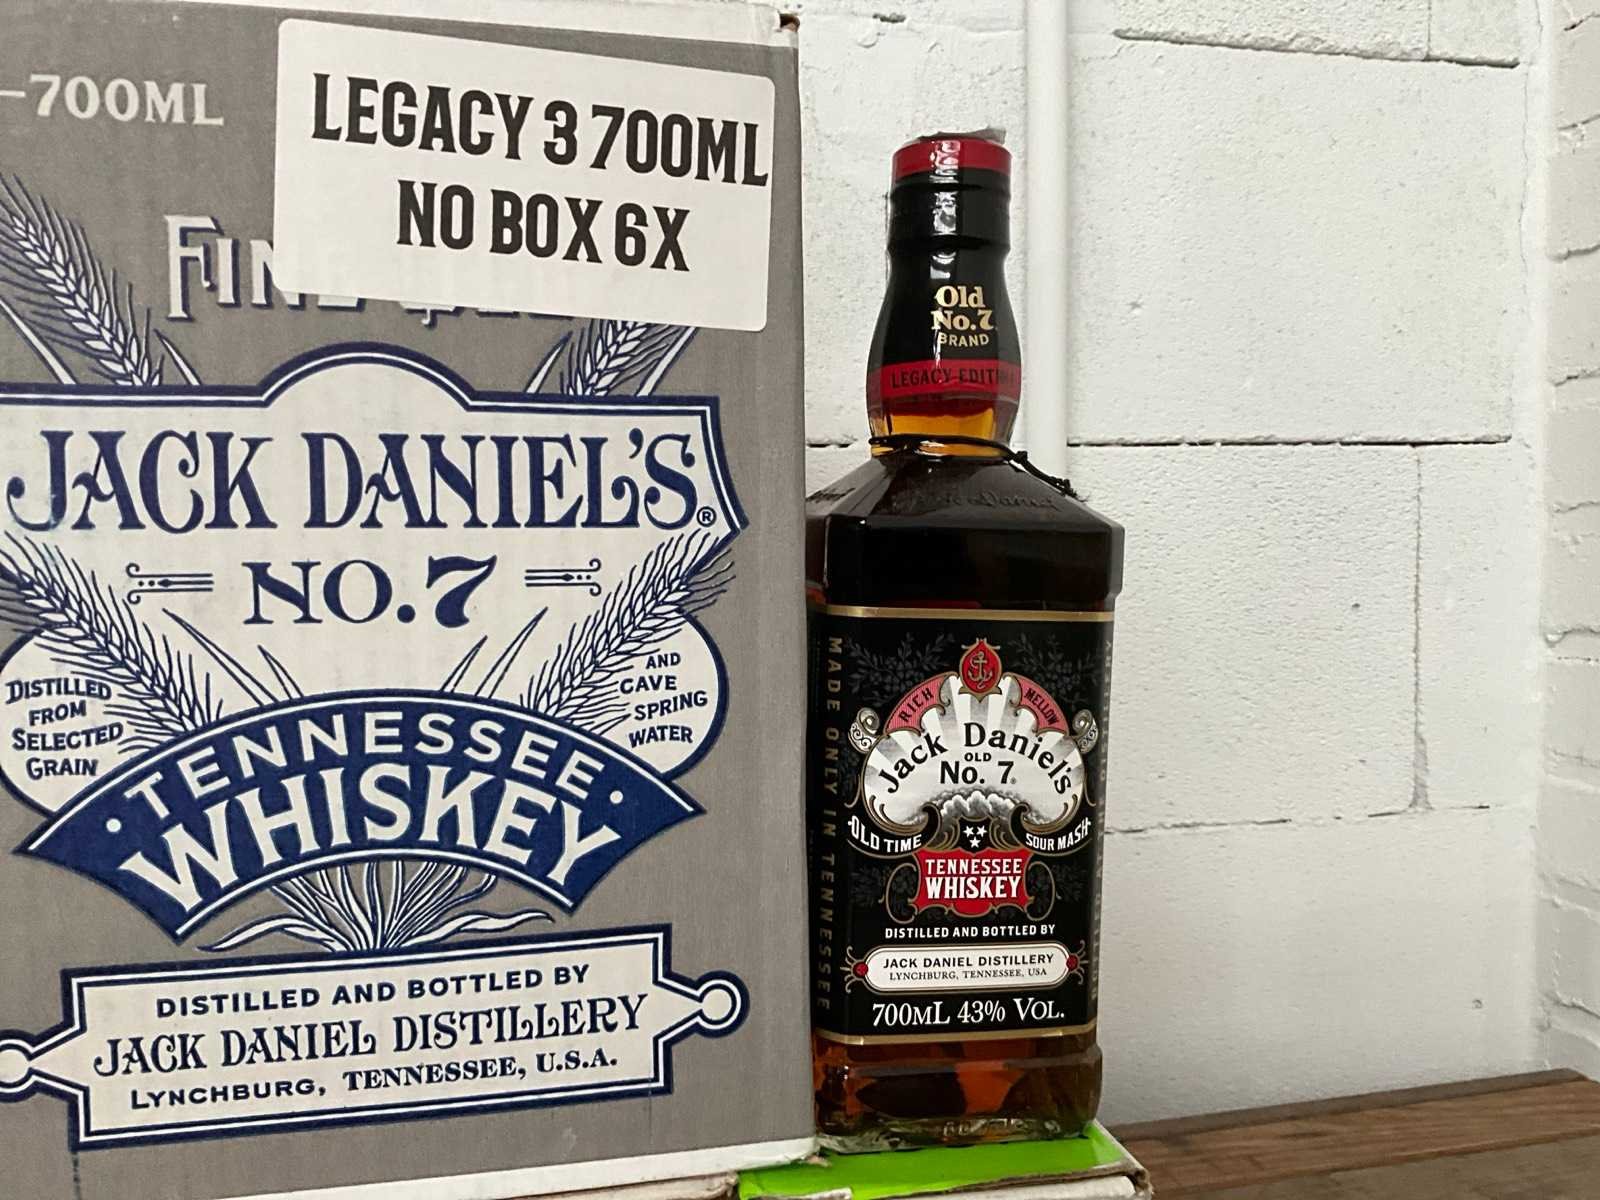 -700ML
LEGACY 3 700ML
NO BOX 6X
JACK DANIEL'S®
NO.7
DISTILLED
FROM
SELECTED
GRAIN
AND
CAVE
SPRING
WATER
TENNESSEE
WHISKEY
DISTILLED AND BOTTLED BY
JACK DANIEL DISTILLERY
LYNCHBURG, TENNESSEE, U.S.A.
Old
No.7
BRAND
LEGACY EDITI
MADE ONLY IN TENNESSEE
RICH MELLOW
Jack Daniel's
OLD
No. 7
OLD TIME SOUR MASH
TENNESSEE
WHISKEY
DISTILLED AND BOTTLED BY
JACK DANIEL DISTILLERY
LYNCHBURG, TENNESSEE, USA
700mL 43% VOL.